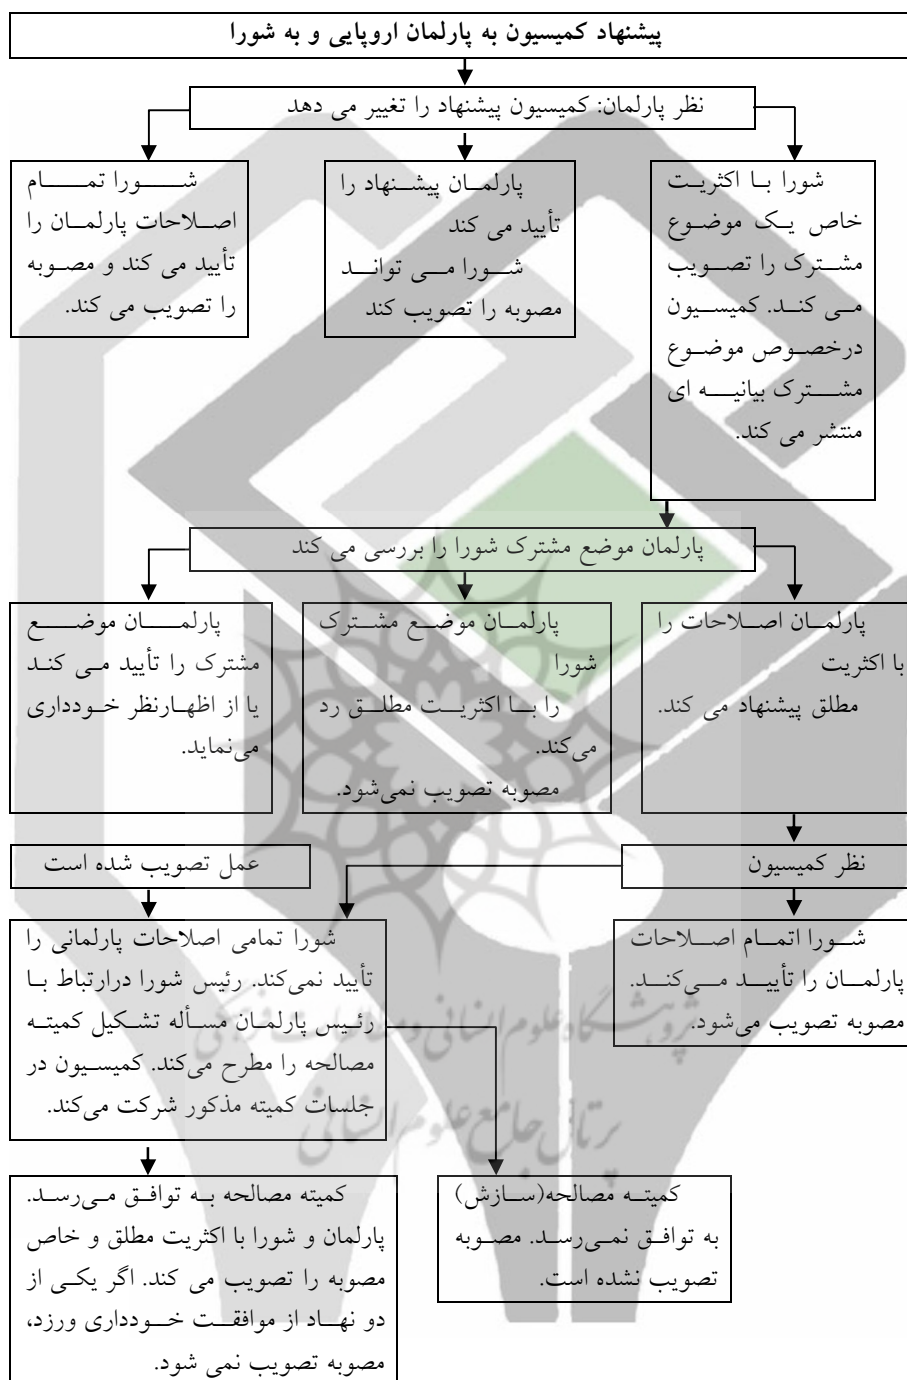 پیشنهاد کمیسیون به پارلمان اروپایی و به شورا
نظر پارلمان: کمیسیون پیشنهاد را تغییر می دهد
شورا با اکثریت
خاص یک موضوع
مشترک را تصویب
می کند. کمیسیون
درخصوص موضوع
مشترک بیانیه ای
منتشر می کند.
پارلمان پیشنهاد را
تأیید می کند
شورا می تواند
مصوبه را تصویب کند
شورا تمام
اصلاحات پارلمان را
تأیید می کند و مصوبه
را تصویب می کند.
پارلمان موضع مشترک شورا را بررسی می کند
پارلمان اصلاحات را
با اکثریت
مطلق پیشنهاد می کند.
پارلمان موضع مشترک
شورا
را با اکثریت مطلق رد
می‌کند.
مصوبه تصویب نمی‌شود.
پارلمان موضع
مشترک را تأیید می کند
یا از اظهارنظر خودداری
می‌نماید.
نظر کمیسیون
عمل تصویب شده است
شورا اتمام اصلاحات
پارلمان را تأیید می‌کند.
مصوبه تصویب می‌شود.
شورا تمامی اصلاحات پارلمانی را
تأیید نمی‌کند. رئیس شورا درارتباط با
رئیس پارلمان مسأله تشکیل کمیته
مصالحه را مطرح می‌کند. کمیسیون در
جلسات کمیته مذکور شرکت می‌کند.
پژوهشگاه علوم انسانی و مطالعات فرهنگی
پرتال جامع علوم انسانی
کمیته مصالحه(سازش)
به توافق نمی‌رسد. مصوبه
تصویب نشده است.
کمیته مصالحه به توافق می‌رسد.
پارلمان و شورا با اکثریت مطلق و خاص
مصوبه را تصویب می کند. اگر یکی از
دو نهاد از موافقت خودداری ورزد،
مصوبه تصویب نمی شود.